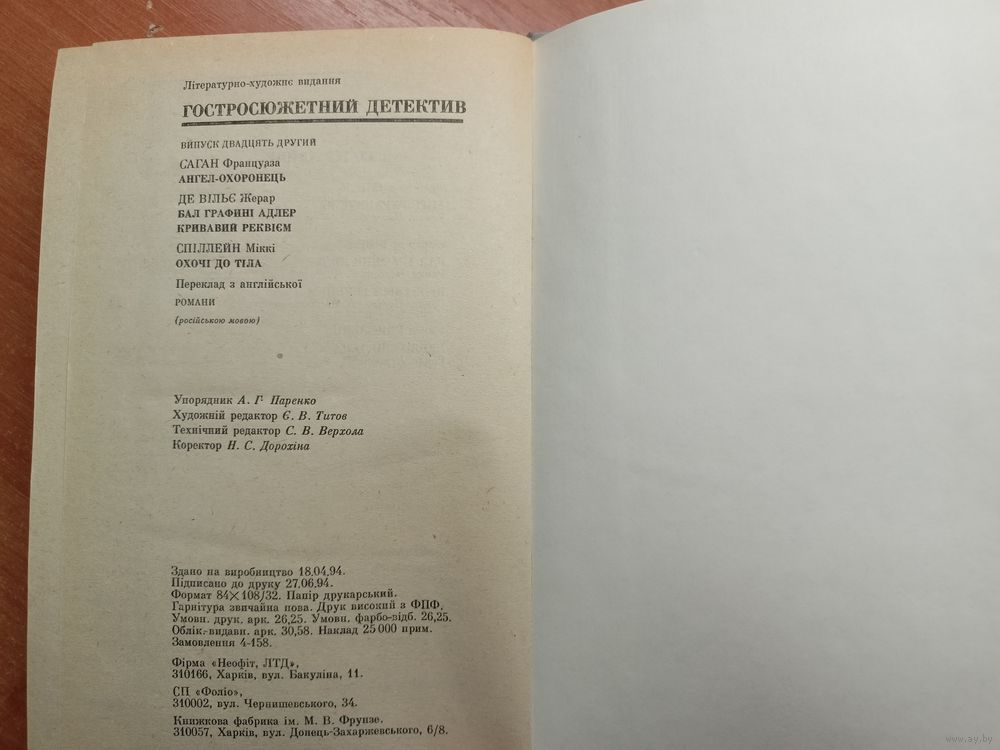 Літературно-художнє видання
ГОСТРОСЮЖЕТНИЙ ДЕТЕКТИВ
ВИПУСК ДВАДЦЯТЬ ДРУГИЙ
САГАН Француаза
АНГЕЛ-ОХОРОНЕЦЬ
ДЕ ВІЛЬЄ Жерар
БАЛ ГРАФИНІ АДЛЕР
КРИВАВИЙ РЕКВІЄМ
СПІЛЛЕЙН Міккі
ОХОЧІ ДО ТІЛА
Переклад з англійської
РОМАНИ
(російською мовою)
Упорядник А. Г. Паренко
Художній редактор Є. В. Титов
Технічний редактор С. В. Верхола
Коректор Н. С. Дорохіна
Здано на виробництво 18.04.94.
Підписано до друку 27.06.94.
Формат 84×108/32. Папір друкарський.
Гарнітура звичайна нова. Друк високий з ФПФ.
Умовн. друк. арк. 26,25. Умовн. фарбо-відб. 26,25.
Облік.-видавн. арк. 30,58. Наклад 25 000 прим.
Замовлення 4-158.
Фірма «Неофіт, ЛТД»,
310166, Харків, вул. Бакуліна, 11.
СП «Фоліо»,
310002, вул. Чернишевського, 34.
Книжкова фабрика ім. М. В. Фрунзе.
310057, Харків, вул. Донець-Захаржевського, 6/8.
www.ay.by